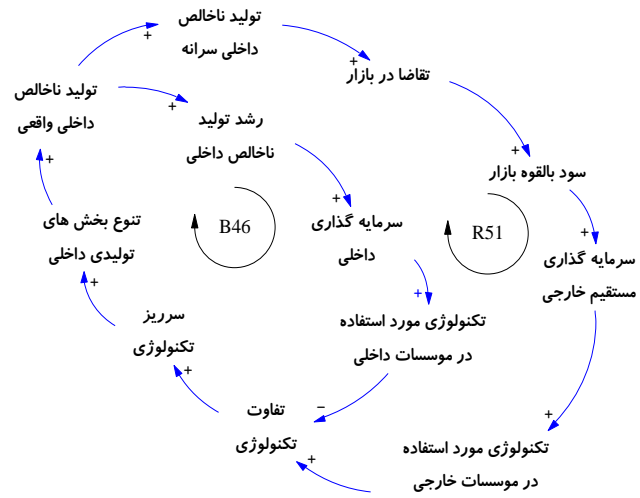 تولید ناخالص
داخلی سرانه
+
تقاضا در بازار
+
تولید ناخالص
داخلی واقعی
+
رشد تولید
ناخالص داخلی
+
سود بالقوه بازار
+
تنوع بخش های
تولیدی داخلی
+
B46
سرمایه گذاری
داخلی
+
R51
سرمایه گذاری
مستقیم خارجی
+
سرریز
تکنولوژی
+
تکنولوژی مورد استفاده
در موسسات داخلی
+
تفاوت
تکنولوژی
−
+
تکنولوژی مورد استفاده
در موسسات خارجی
+